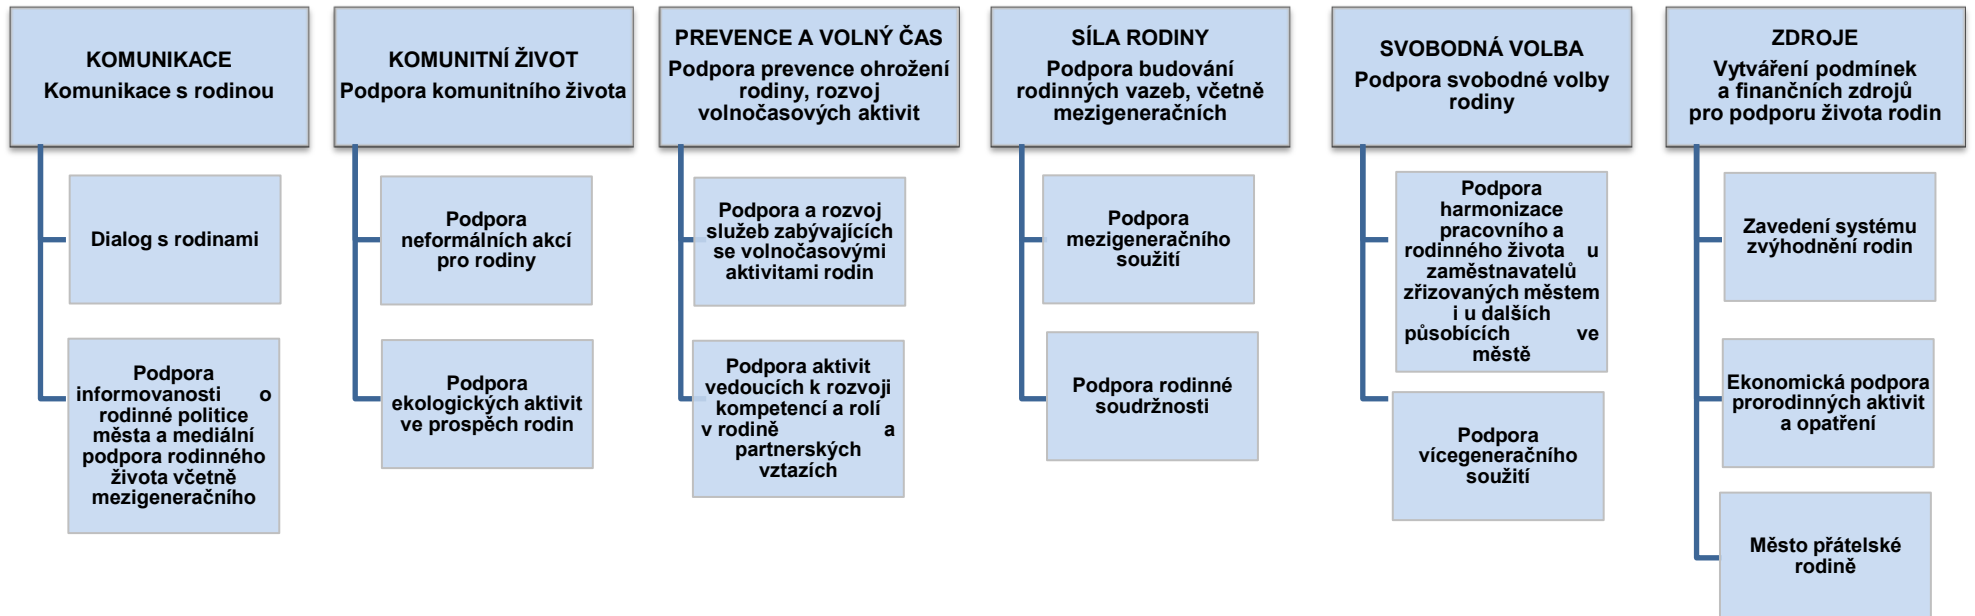 KOMUNIKACE
Komunikace s rodinou
Dialog s rodinami
Podpora
informovanosti o
rodinné politice
města a mediální
podpora rodinného
života včetně
mezigeneračního
KOMUNITNÍ ŽIVOT
Podpora komunitního života
Podpora
neformálních akcí
pro rodiny
Podpora
ekologických aktivit
ve prospěch rodin
PREVENCE A VOLNÝ ČAS
Podpora prevence ohrožení
rodiny, rozvoj
volnočasových aktivit
Podpora a rozvoj
služeb zabývajících
se volnočasovými
aktivitami rodin
Podpora aktivit
vedoucích k rozvoji
kompetencí a rolí
v rodině a
partnerských
vztazích
SÍLA RODINY
Podpora budování
rodinných vazeb, včetně
mezigeneračních
Podpora
mezigeneračního
soužití
Podpora rodinné
soudržnosti
SVOBODNÁ VOLBA
Podpora svobodné volby
rodiny
Podpora
harmonizace
pracovního a
rodinného života u
zaměstnavatelů
zřizovaných městem
i u dalších
působících ve
městě
Podpora
vícegeneračního
soužití
ZDROJE
Vytváření podmínek
a finančních zdrojů
pro podporu života rodin
Zavedení systému
zvýhodnění rodin
Ekonomická podpora
prorodinných aktivit
a opatření
Město přátelské
rodině